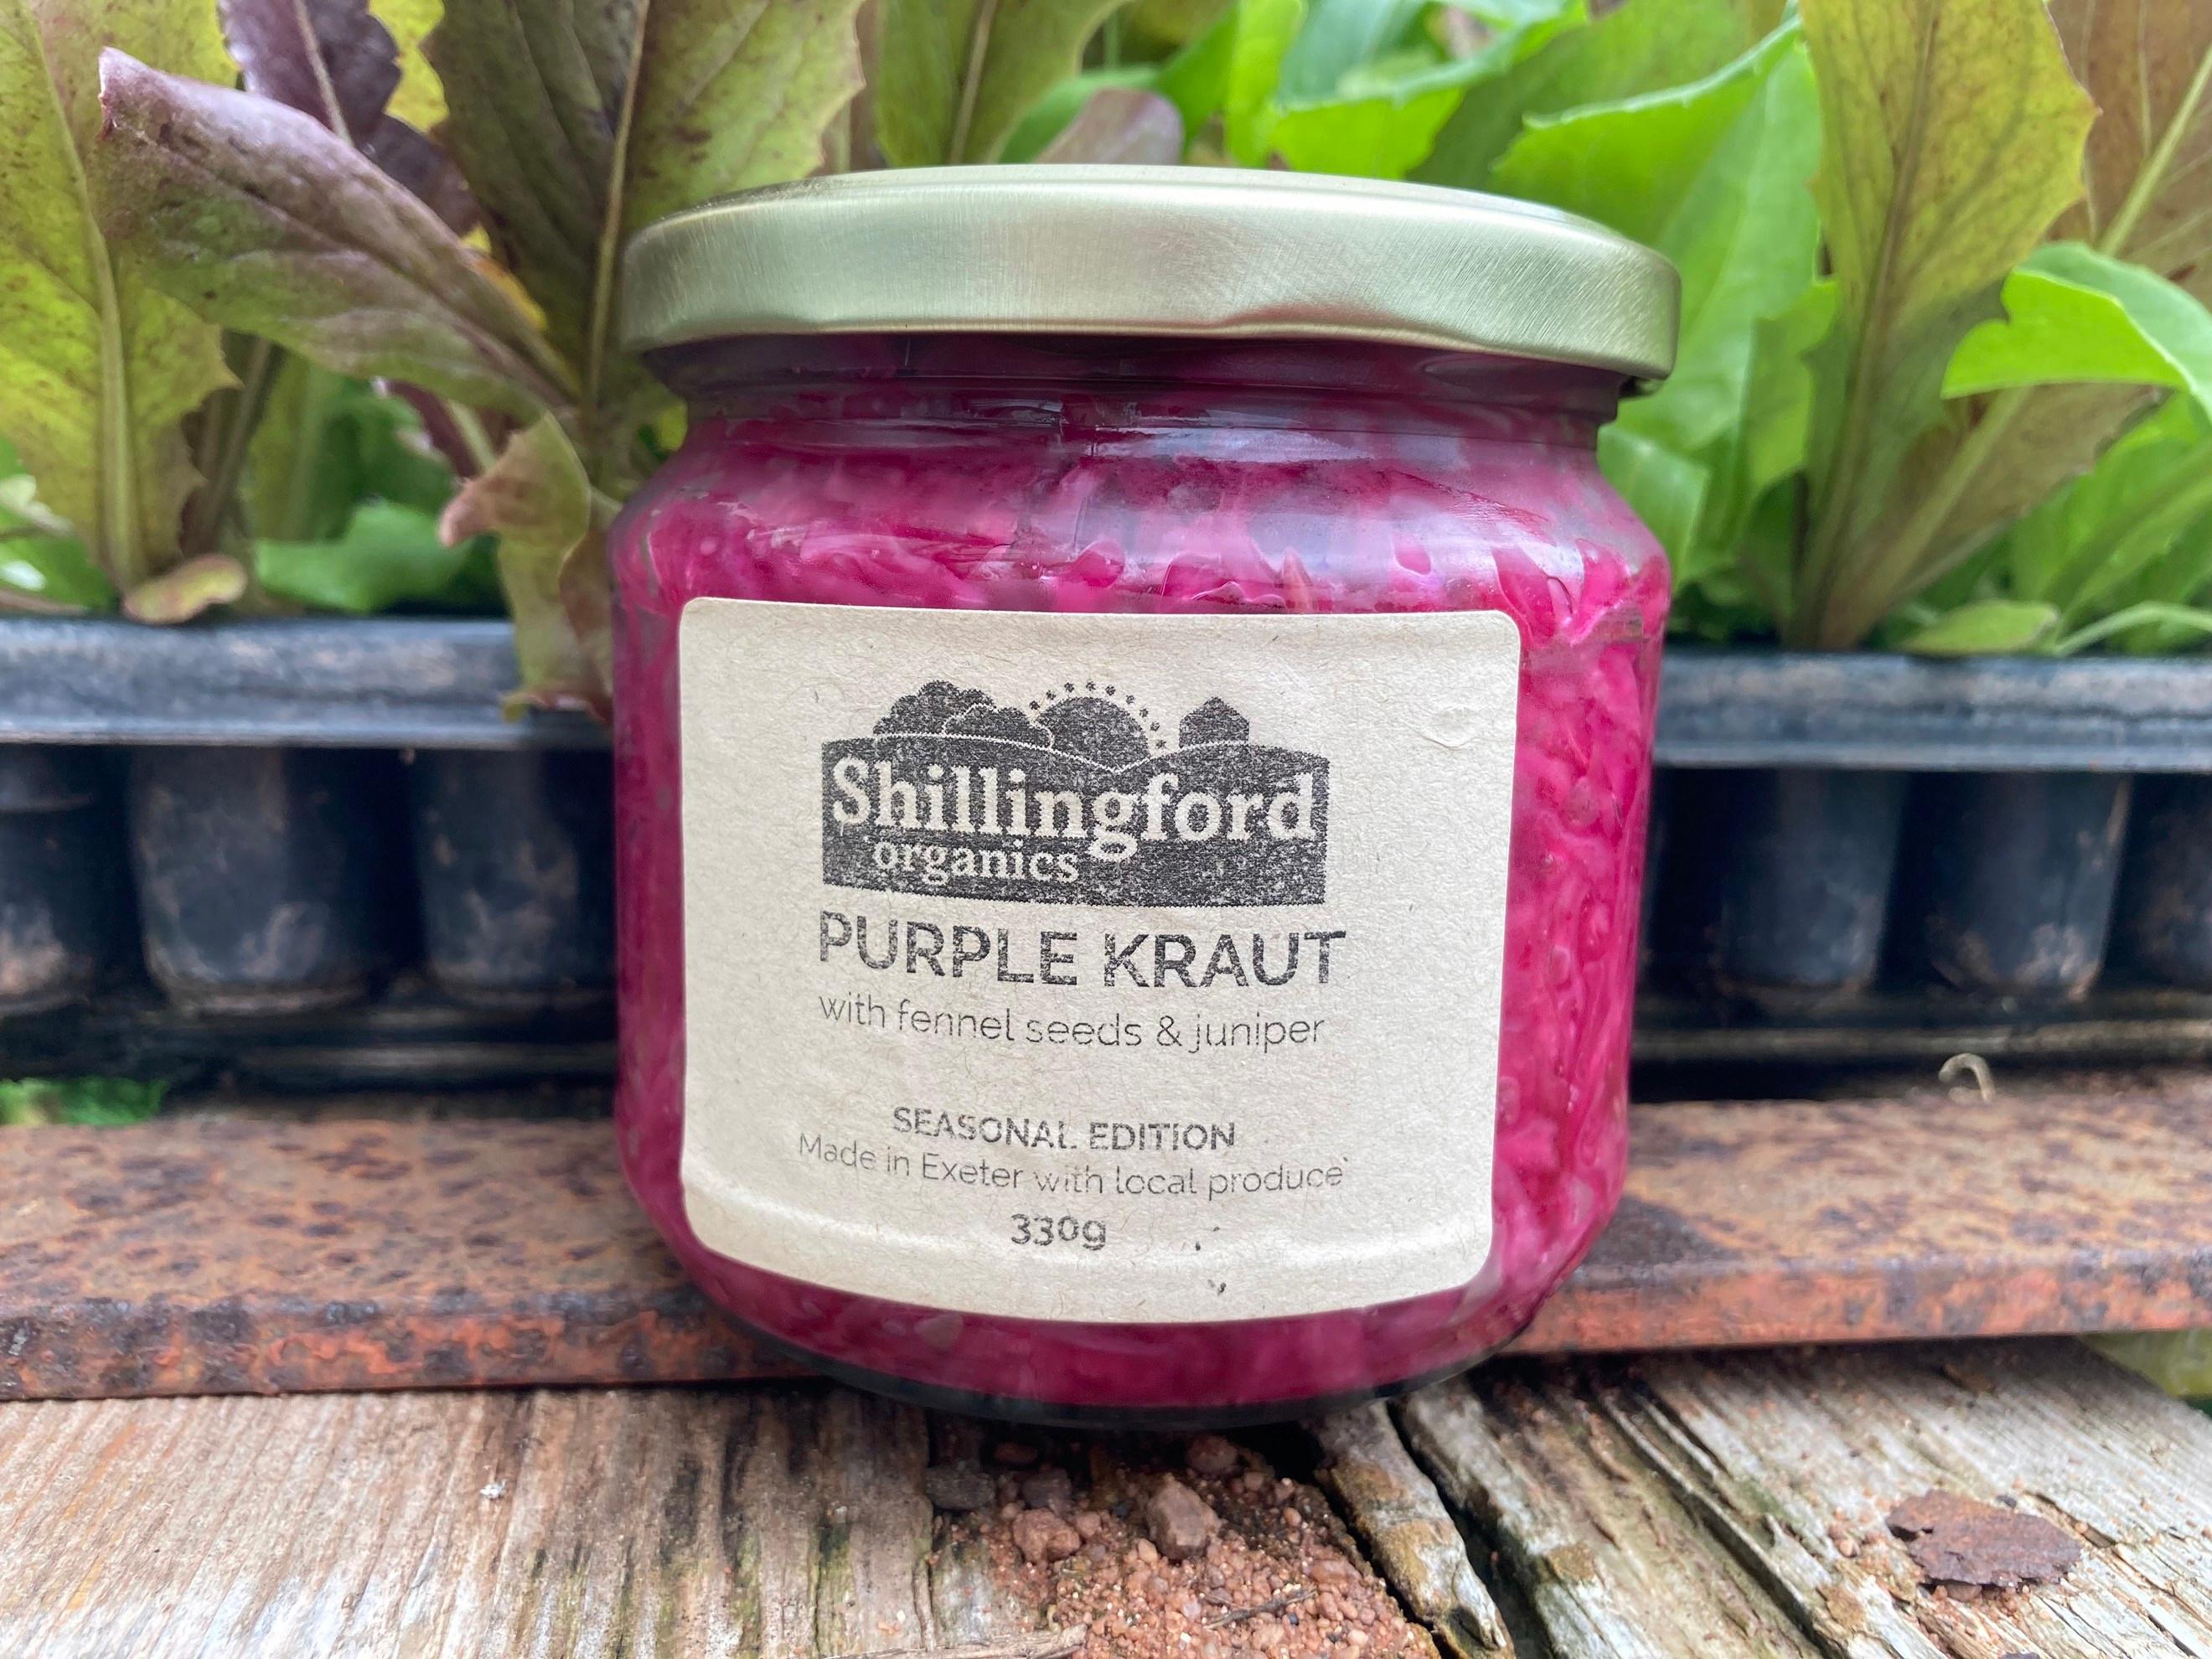 Shillingford
organics
PURPLE KRAUT
with fennel seeds & juniper
SEASONAL EDITION
Made in Exeter with local produce
330g